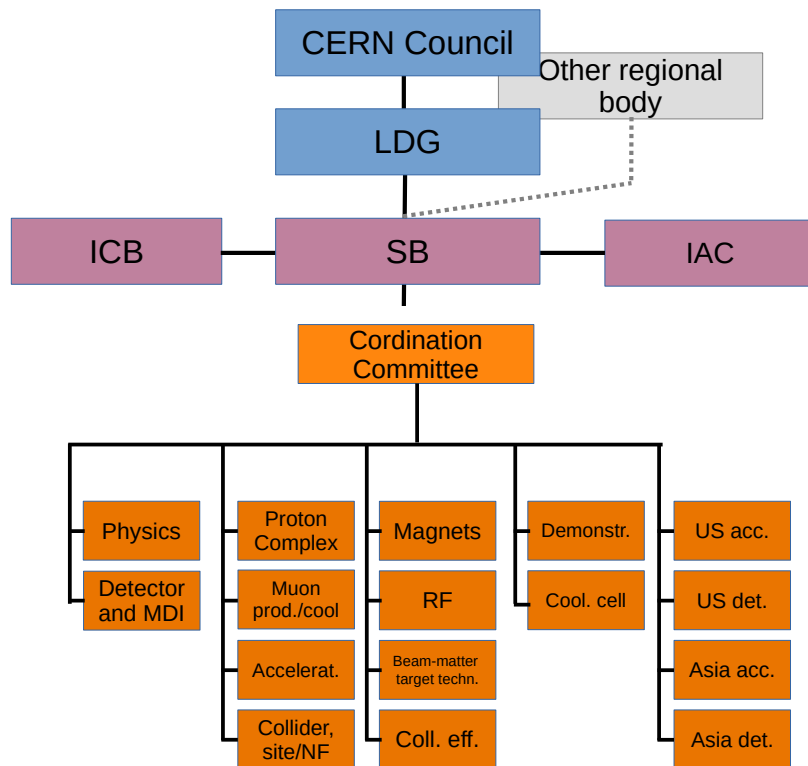 CERN Council
Other regional
body
LDG
ICB
SB
IAC
Cordination
Committee
Physics
Detector
and MDI
Proton
Complex
Muon
prod./cool
Accelerat.
Collider,
site/NF
Magnets
RF
Beam-matter
target techn.
Coll. eff.
Demonstr.
Cool. cell
US acc.
US det.
Asia acc.
Asia det.